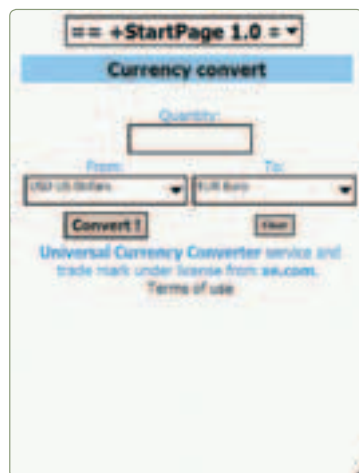 == +StartPage 1.0 =
Currency convert
Quantity:
From: To:
USD US Dollars EUR Euro
Convert !
Universal Currency Converter service and
trade mark under license from xe.com.
Terms of use